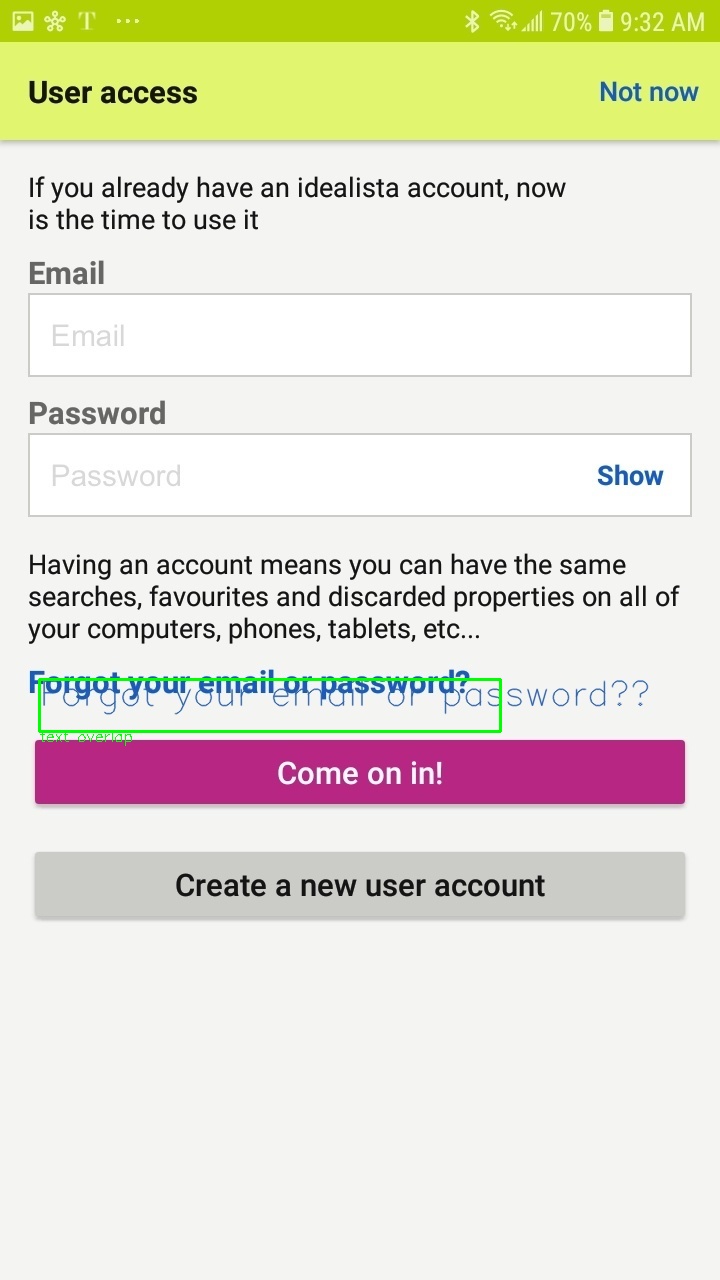 70% 9:32 AM
User access
Not now
If you already have an idealista account, now
is the time to use it
Email
Email
Password
Password
Show
Having an account means you can have the same
searches, favourites and discarded properties on all of
your computers, phones, tablets, etc...
Forgot your email or password?
Forgot your email or password??
text_overlap
Come on in!
Create a new user account